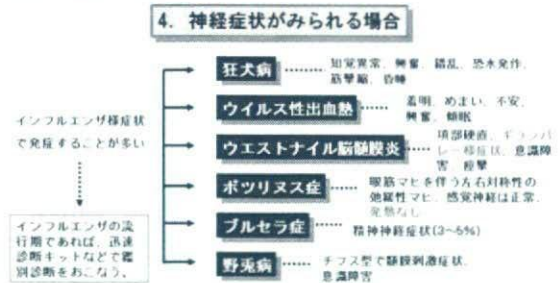 4. 神経症状がみられる場合
インフルエンザ様症状
で発症することが多い
インフルエンザの流
行期であれば、迅速
診断キットなどで鑑
別診断をおこなう。
狂犬病
知覚異常、興奮、錯乱、恐水発作、
筋攣縮、昏睡
ウイルス性出血熱
羞明、めまい、不安、
興奮、傾眠
ウエストナイル脳髄膜炎
項部硬直、ギランバ
レー様症状、意識障
害、痙攣
ボツリヌス症
眼筋マヒを伴う左右対称性の
弛緩性マヒ、感覚神経は正常、
発熱なし
ブルセラ症
精神神経症状(3~5%)
野兎病
チフス型で髄膜刺激症状、
意識障害